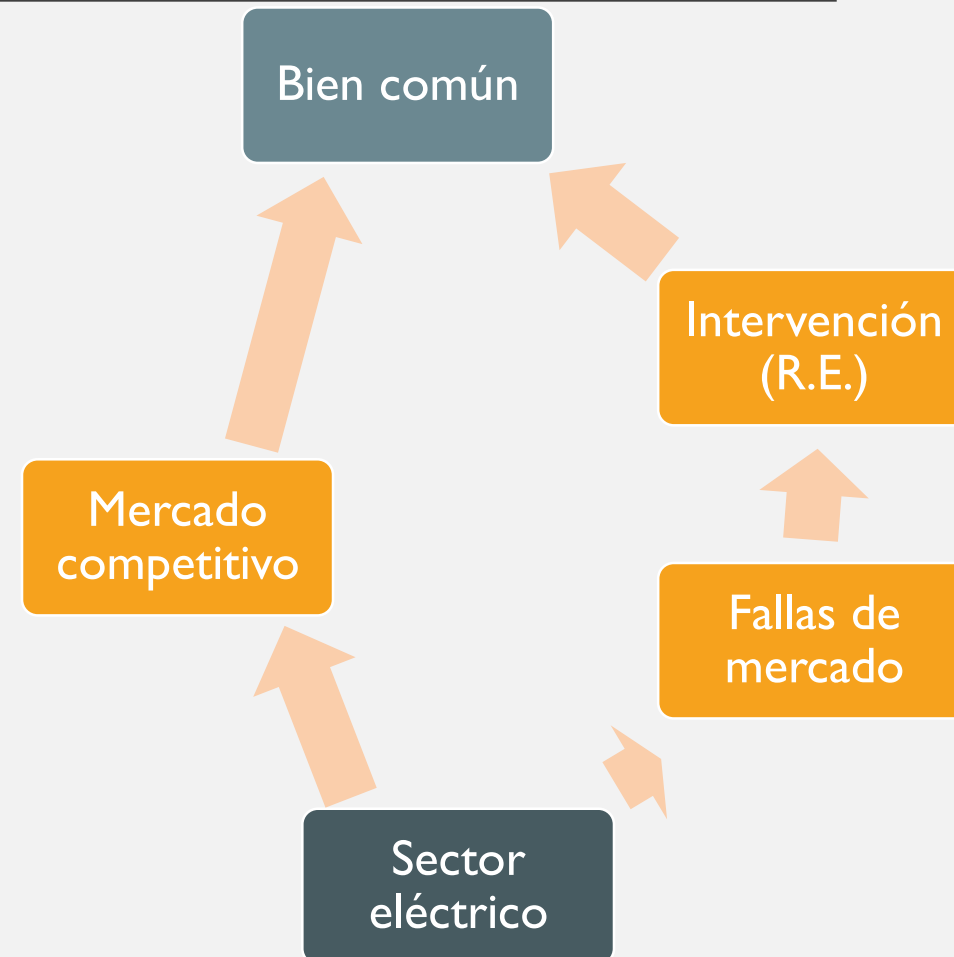 Bien común
Intervención
(R.E.)
Mercado
competitivo
Fallas de
mercado
Sector
eléctrico